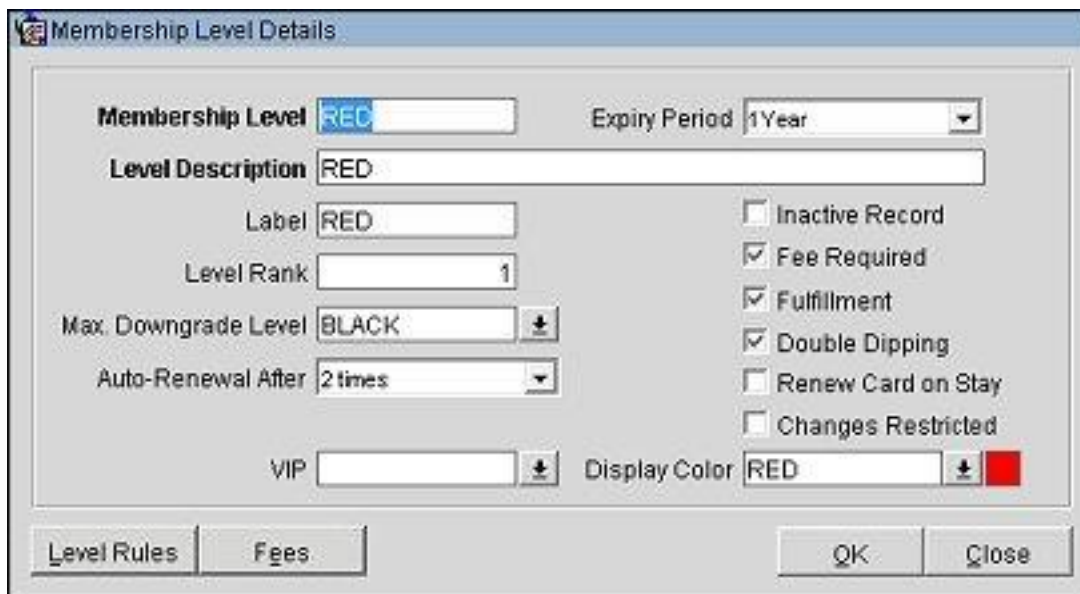 Membership Level Details
Membership Level RED Expiry Period 1Year
Level Description RED
Label RED Inactive Record
Level Rank 1 Fee Required
Fulfillment
Max. Downgrade Level BLACK
Double Dipping
Auto-Renewal After 2 times Renew Card on Stay
Changes Restricted
VIP Display Color RED
Level Rules Fees OK Close